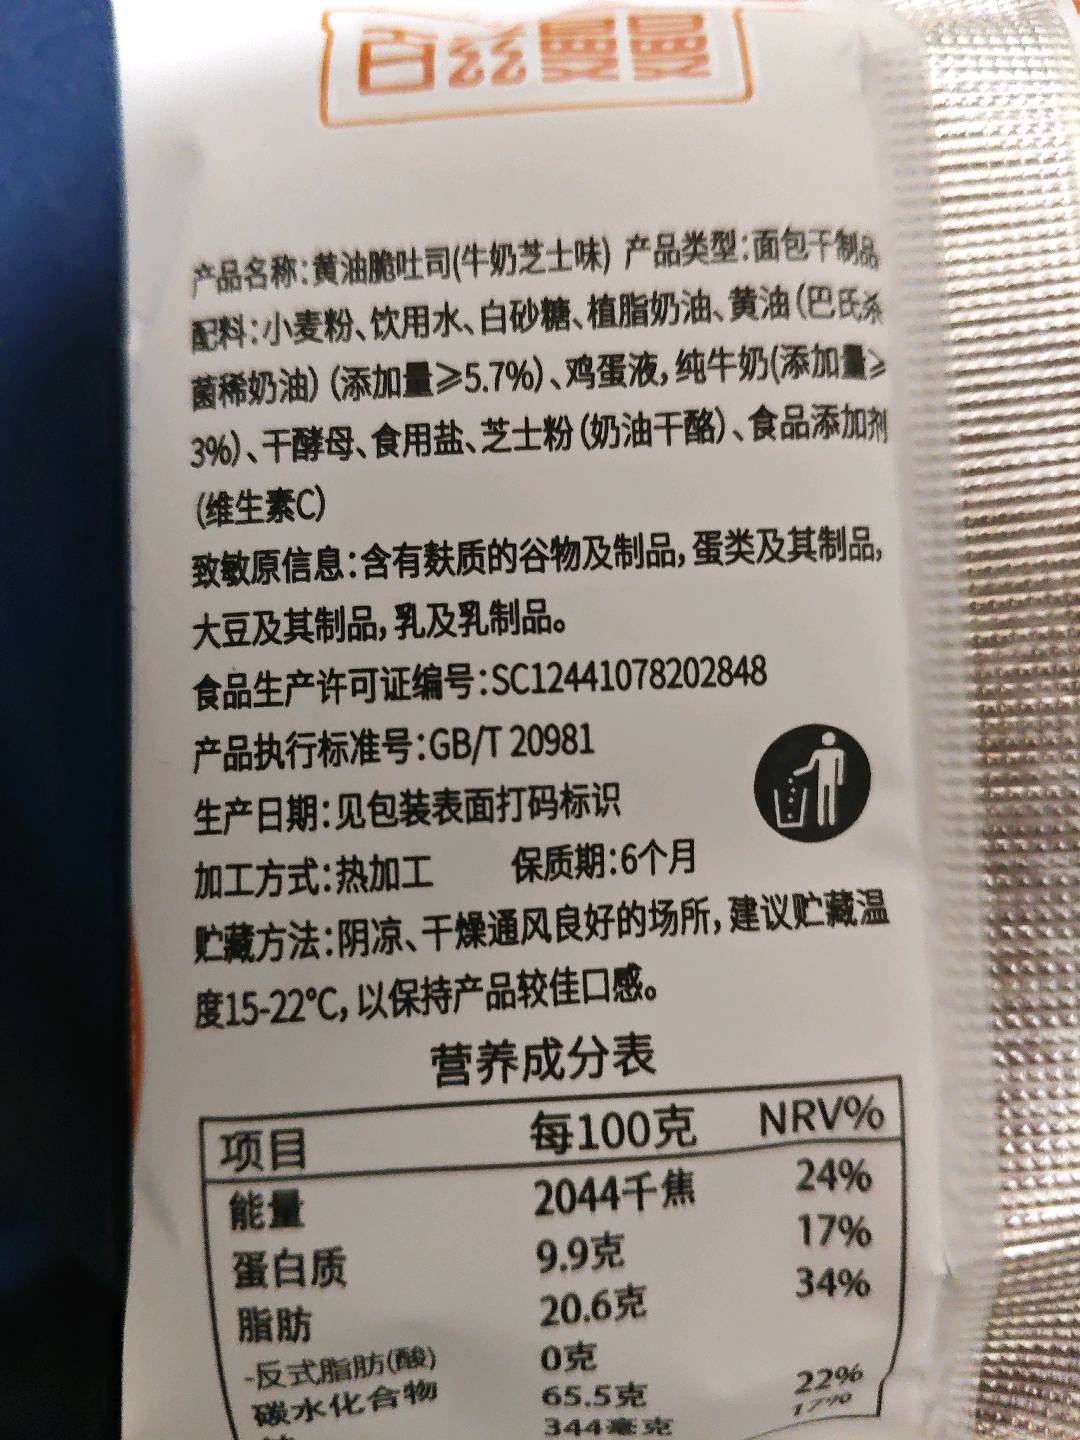 产品名称:黄油脆吐司(牛奶芝士味) 产品类型:面包干制品
配料:小麦粉、饮用水、白砂糖、植脂奶油、黄油(巴氏杀
菌稀奶油)(添加量≥5.7%)、鸡蛋液,纯牛奶(添加量≥
3%)、干酵母、食用盐、芝士粉(奶油干酪)、食品添加剂
(维生素C)
致敏原信息:含有麸质的谷物及制品,蛋类及其制品,
大豆及其制品,乳及乳制品。
食品生产许可证编号:SC12441078202848
产品执行标准号:GB/T 20981
生产日期:见包装表面打码标识
加工方式:热加工 保质期:6个月
贮藏方法:阴凉、干燥通风良好的场所,建议贮藏温
度15-22℃,以保持产品较佳口感。
营养成分表
项目 每100克 NRV%
能量 2044千焦 24%
蛋白质 9.9克 17%
脂肪 20.6克 34%
-反式脂肪(酸) 0克
碳水化合物 65.5克 22%
344毫克 17%